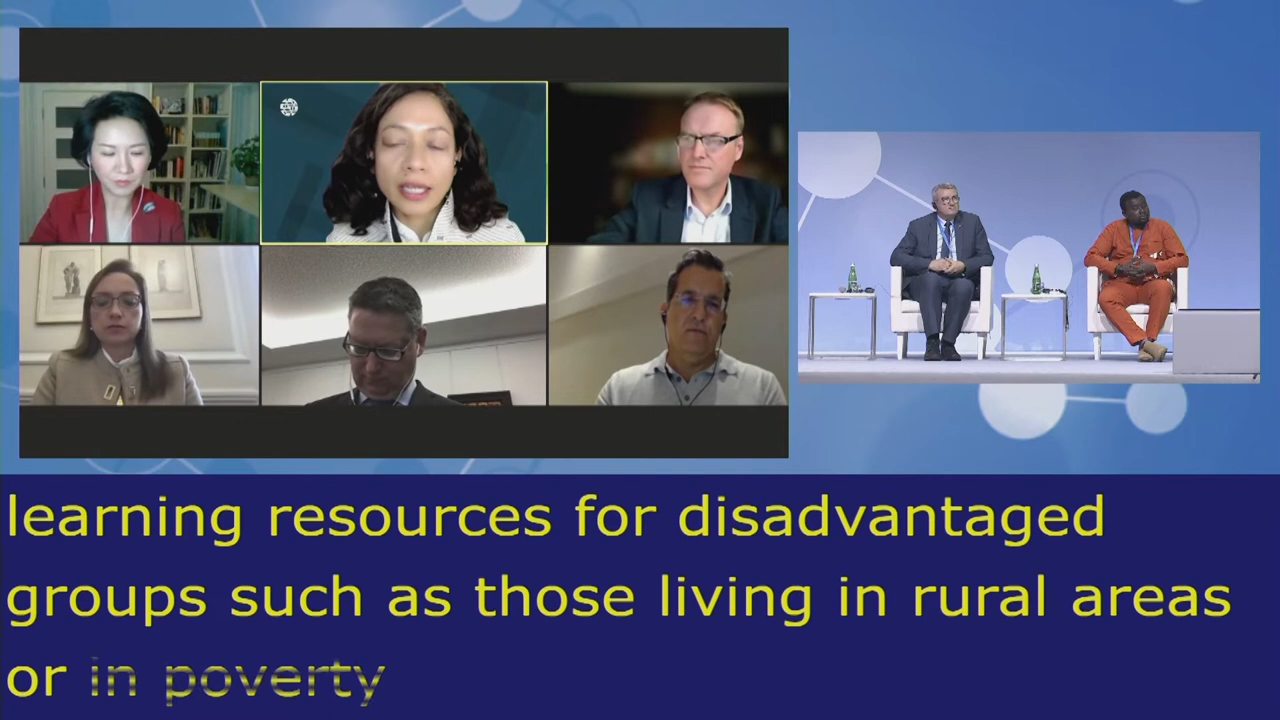 learning resources for disadvantaged
groups such as those living in rural areas
or in poverty